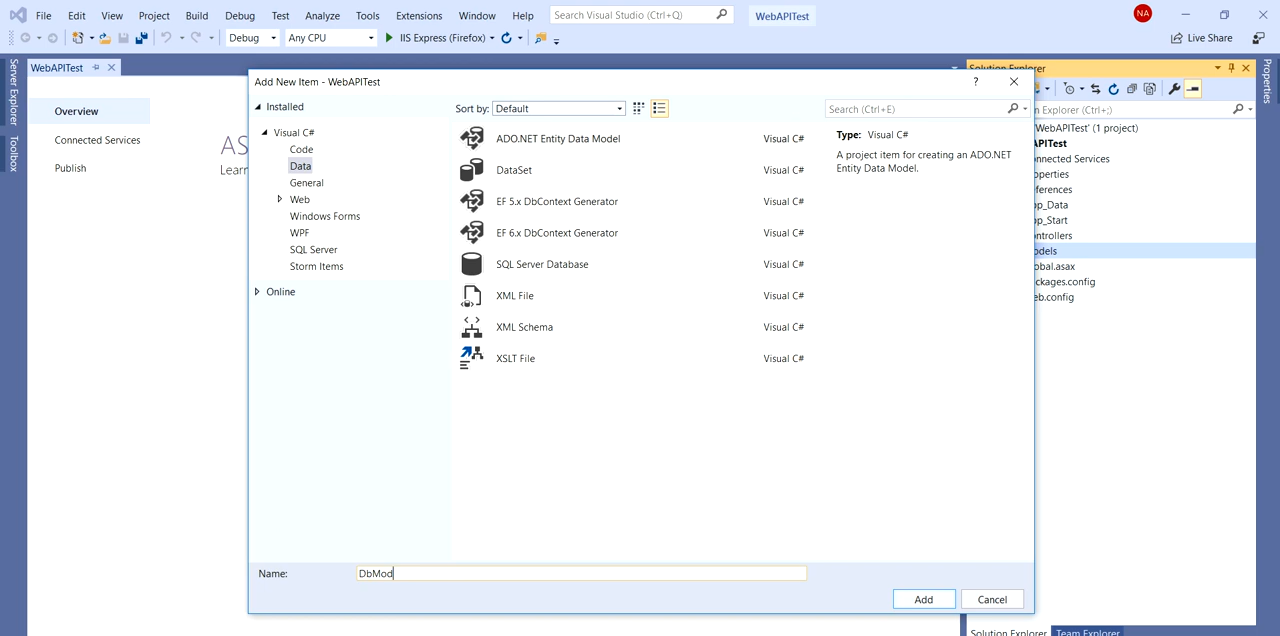 File Edit View Project Build Debug Test Analyze Tools Extensions Window Help Search Visual Studio (Ctrl+Q) WebAPITest NA
Debug Any CPU IIS Express (Firefox) Live Share
Server Explorer
Toolbox
WebAPITest
Overview
Connected Services
Publish
AS
Lear
Add New Item - WebAPITest ?
Installed
Visual C#
Code
Data
General
Web
Windows Forms
WPF
SQL Server
Storm Items
Online
Sort by: Default
ADO.NET Entity Data Model Visual C#
DataSet Visual C#
EF 5.x DbContext Generator Visual C#
EF 6.x DbContext Generator Visual C#
SQL Server Database Visual C#
XML File Visual C#
XML Schema Visual C#
XSLT File Visual C#
Search (Ctrl+E)
Type: Visual C#
A project item for creating an ADO.NET
Entity Data Model.
Name: DbMod
Add Cancel
Solution Explorer
n Explorer (Ctrl+;)
WebAPITest' (1 project)
APITest
nnected Services
operties
ferences
pp_Data
pp_Start
ntrollers
odels
obal.asax
ckages.config
eb.config
Solution Explorer Team Explorer
Properties